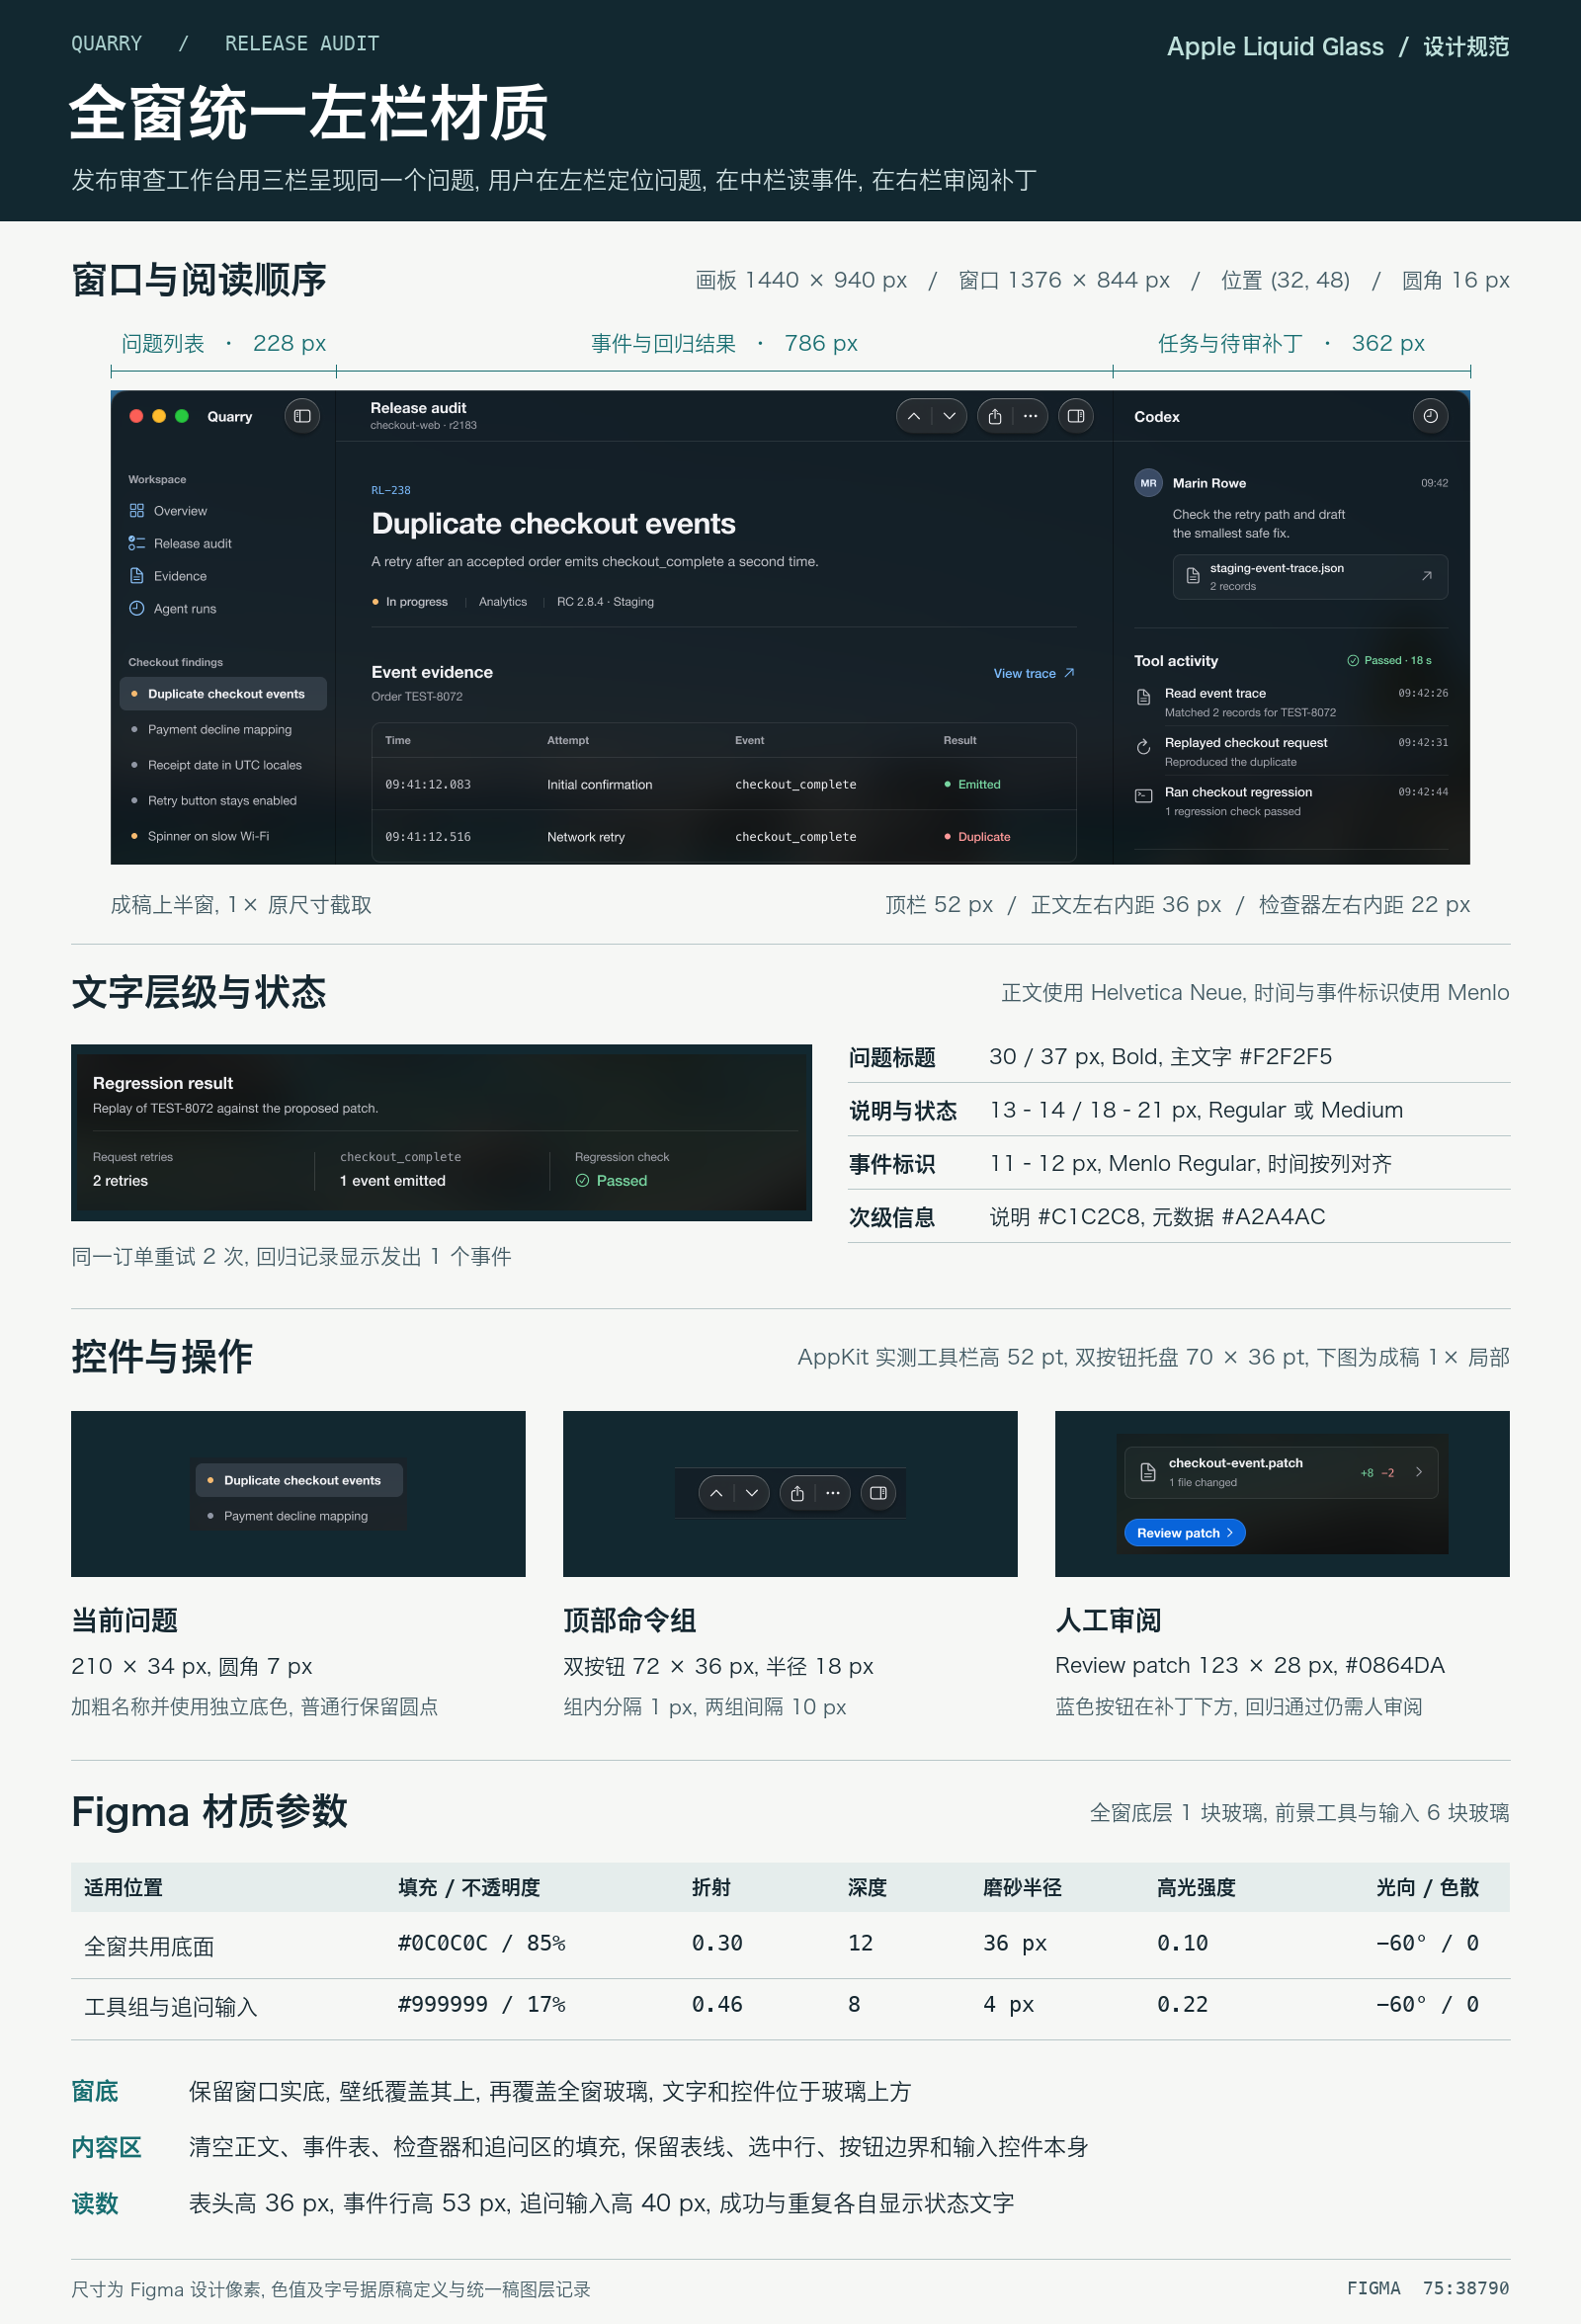 QUARRY / RELEASE AUDIT
Apple Liquid Glass / 设计规范
全窗统一左栏材质
发布审查工作台用三栏呈现同一个问题, 用户在左栏定位问题, 在中栏读事件, 在右栏审阅补丁
窗口与阅读顺序
画板 1440 × 940 px / 窗口 1376 × 844 px / 位置 (32, 48) / 圆角 16 px
问题列表 · 228 px
事件与回归结果 · 786 px
任务与待审补丁 · 362 px
Quarry
Workspace
Overview
Release audit
Evidence
Agent runs
Checkout findings
Duplicate checkout events
Payment decline mapping
Receipt date in UTC locales
Retry button stays enabled
Spinner on slow Wi-Fi
Release audit
checkout-web · r2183
RL-238
Duplicate checkout events
A retry after an accepted order emits checkout_complete a second time.
In progress | Analytics | RC 2.8.4 · Staging
Event evidence
View trace
Order TEST-8072
Time Attempt Event Result
09:41:12.083 Initial confirmation checkout_complete Emitted
09:41:12.516 Network retry checkout_complete Duplicate
Codex
MR Marin Rowe 09:42
Check the retry path and draft
the smallest safe fix.
staging-event-trace.json
2 records
Tool activity Passed · 18 s
Read event trace 09:42:26
Matched 2 records for TEST-8072
Replayed checkout request 09:42:31
Reproduced the duplicate
Ran checkout regression 09:42:44
1 regression check passed
成稿上半窗, 1× 原尺寸截取
顶栏 52 px / 正文左右内距 36 px / 检查器左右内距 22 px
文字层级与状态
正文使用 Helvetica Neue, 时间与事件标识使用 Menlo
Regression result
Replay of TEST-8072 against the proposed patch.
Request retries checkout_complete Regression check
2 retries 1 event emitted Passed
同一订单重试 2 次, 回归记录显示发出 1 个事件
问题标题 30 / 37 px, Bold, 主文字 #F2F2F5
说明与状态 13 - 14 / 18 - 21 px, Regular 或 Medium
事件标识 11 - 12 px, Menlo Regular, 时间按列对齐
次级信息 说明 #C1C2C8, 元数据 #A2A4AC
控件与操作
AppKit 实测工具栏高 52 pt, 双按钮托盘 70 × 36 pt, 下图为成稿 1× 局部
Duplicate checkout events
Payment decline mapping
checkout-event.patch
1 file changed
+8 −2
Review patch
当前问题
210 × 34 px, 圆角 7 px
加粗名称并使用独立底色, 普通行保留圆点
顶部命令组
双按钮 72 × 36 px, 半径 18 px
组内分隔 1 px, 两组间隔 10 px
人工审阅
Review patch 123 × 28 px, #0864DA
蓝色按钮在补丁下方, 回归通过仍需人审阅
Figma 材质参数
全窗底层 1 块玻璃, 前景工具与输入 6 块玻璃
适用位置 填充 / 不透明度 折射 深度 磨砂半径 高光强度 光向 / 色散
全窗共用底面 #0C0C0C / 85% 0.30 12 36 px 0.10 −60° / 0
工具组与追问输入 #999999 / 17% 0.46 8 4 px 0.22 −60° / 0
窗底 保留窗口实底, 壁纸覆盖其上, 再覆盖全窗玻璃, 文字和控件位于玻璃上方
内容区 清空正文、事件表、检查器和追问区的填充, 保留表线、选中行、按钮边界和输入控件本身
读数 表头高 36 px, 事件行高 53 px, 追问输入高 40 px, 成功与重复各自显示状态文字
尺寸为 Figma 设计像素, 色值及字号据原稿定义与统一稿图层记录
FIGMA 75:38790